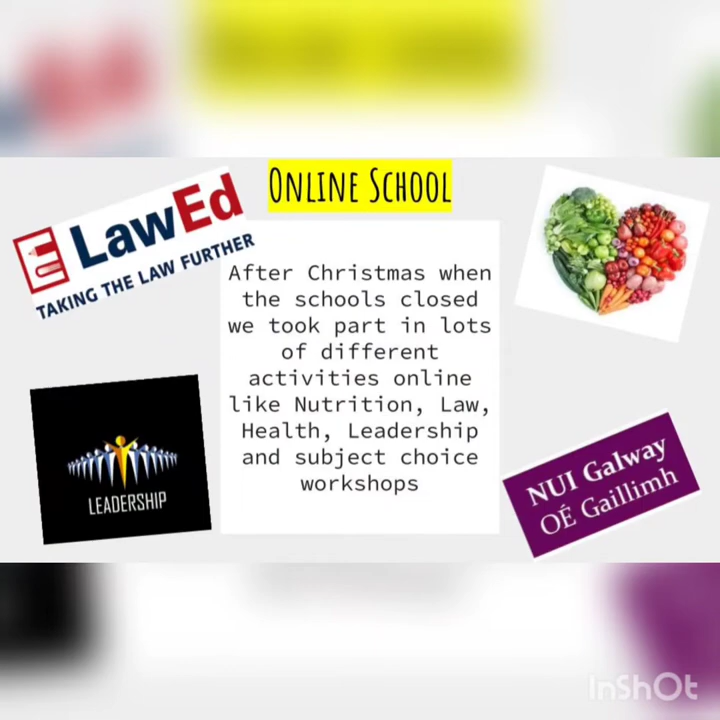 ONLINE SCHOOL
LawEd
TAKING THE LAW FURTHER
After Christmas when
the schools closed
we took part in lots
of different
activities online
like Nutrition, Law,
Health, Leadership
and subject choice
workshops
LEADERSHIP
NUI Galway
OÉ Gaillimh
InShOt